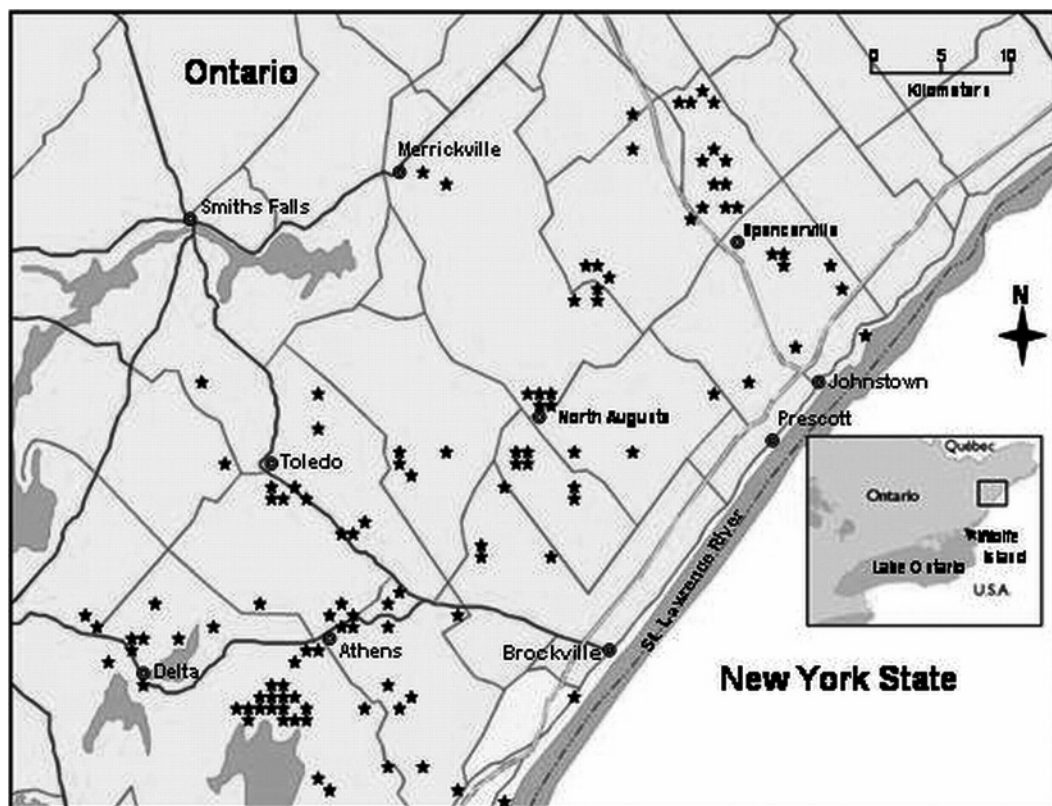 Ontario
0 5 10
Kilometers
Merrickville
Smiths Falls
Spencerville
N
Johnstown
North Augusta
Prescott
Toledo
Québec
Ontario
Wolfe
Island
Lake Ontario
U.S.A.
St. Lawrence River
Athens
Brockville
Delta
New York State